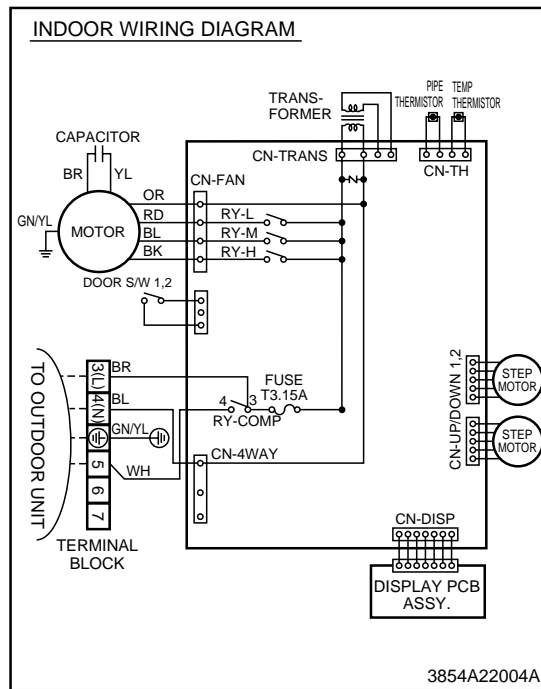 INDOOR WIRING DIAGRAM
TRANS-
FORMER
PIPE
THERMISTOR
TEMP
THERMISTOR
CAPACITOR
BR
YL
CN-TRANS
CN-TH
CN-FAN
Z
OR
RD
BL
BK
GN/YL
MOTOR
RY-L
RY-M
RY-H
DOOR S/W 1,2
TO OUTDOOR UNIT
3(L)
4(N)
5
6
7
BR
BL
GN/YL
WH
TERMINAL
BLOCK
FUSE
T3.15A
4
3
RY-COMP
CN-4WAY
CN-UP/DOWN 1,2
STEP
MOTOR
STEP
MOTOR
CN-DISP
DISPLAY PCB
ASSY.
3854A22004A